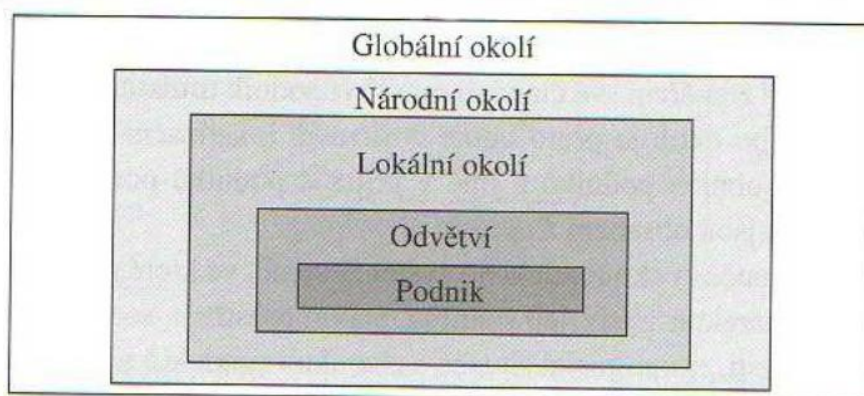 Globální okolí
Národní okolí
Lokální okolí
Odvětví
Podnik